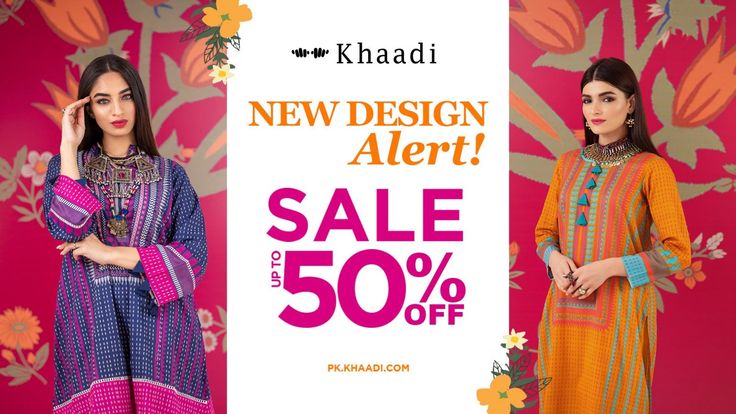 Khaadi
NEW DESIGN
Alert!
SALE
UP TO
50% OFF
PK.KHAADI.COM